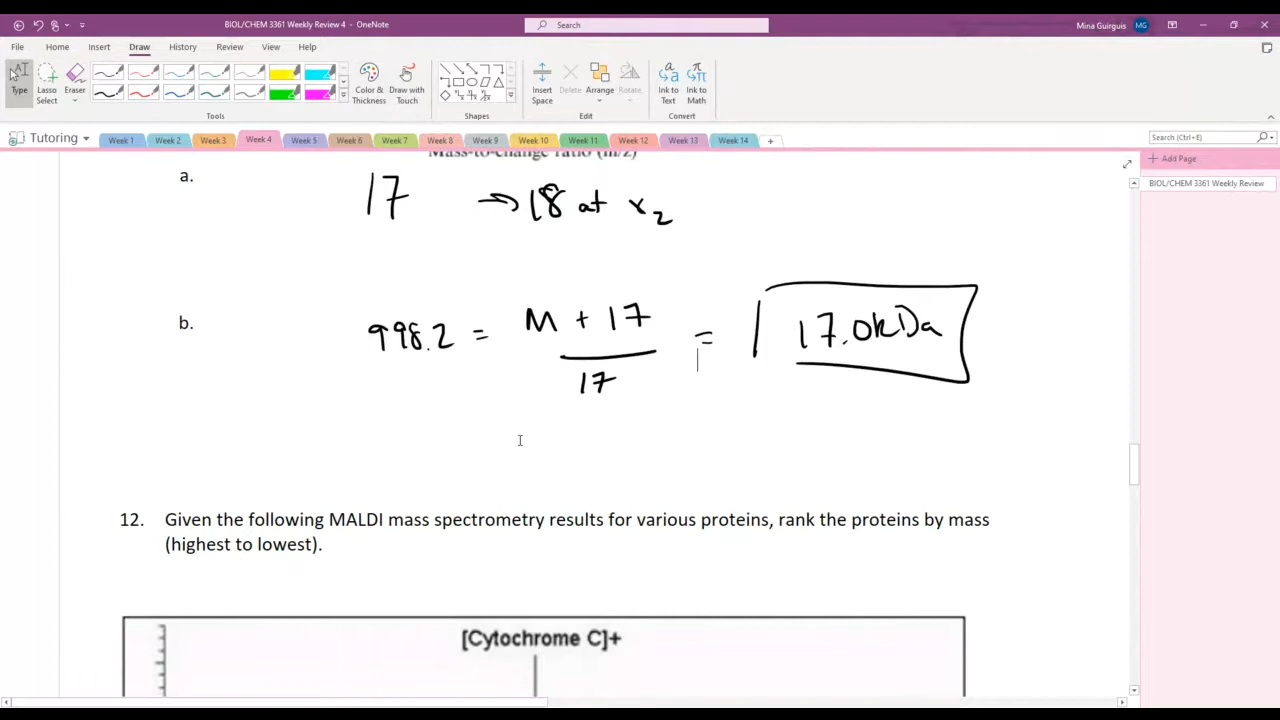 BIOL/CHEM 3361 Weekly Review 4 - OneNote
Search
Mina Guirguis MG
File Home Insert Draw History Review View Help
Type Lasso Select Eraser Color & Thickness Draw with Touch Insert Space Delete Arrange Rotate Ink to Text Ink to Math
Tools Shapes Edit Convert
Tutoring Week 1 Week 2 Week 3 Week 4 Week 5 Week 6 Week 7 Week 8 Week 9 Week 10 Week 11 Week 12 Week 13 Week 14 + Search (Ctrl+E)
Mass-to-change ratio (m/z)
+ Add Page
BIOL/CHEM 3361 Weekly Review
a. 17 → 18 at x2
b. 998.2 = M + 17 / 17 = 17.0kDa
12. Given the following MALDI mass spectrometry results for various proteins, rank the proteins by mass
(highest to lowest).
[Cytochrome C]+